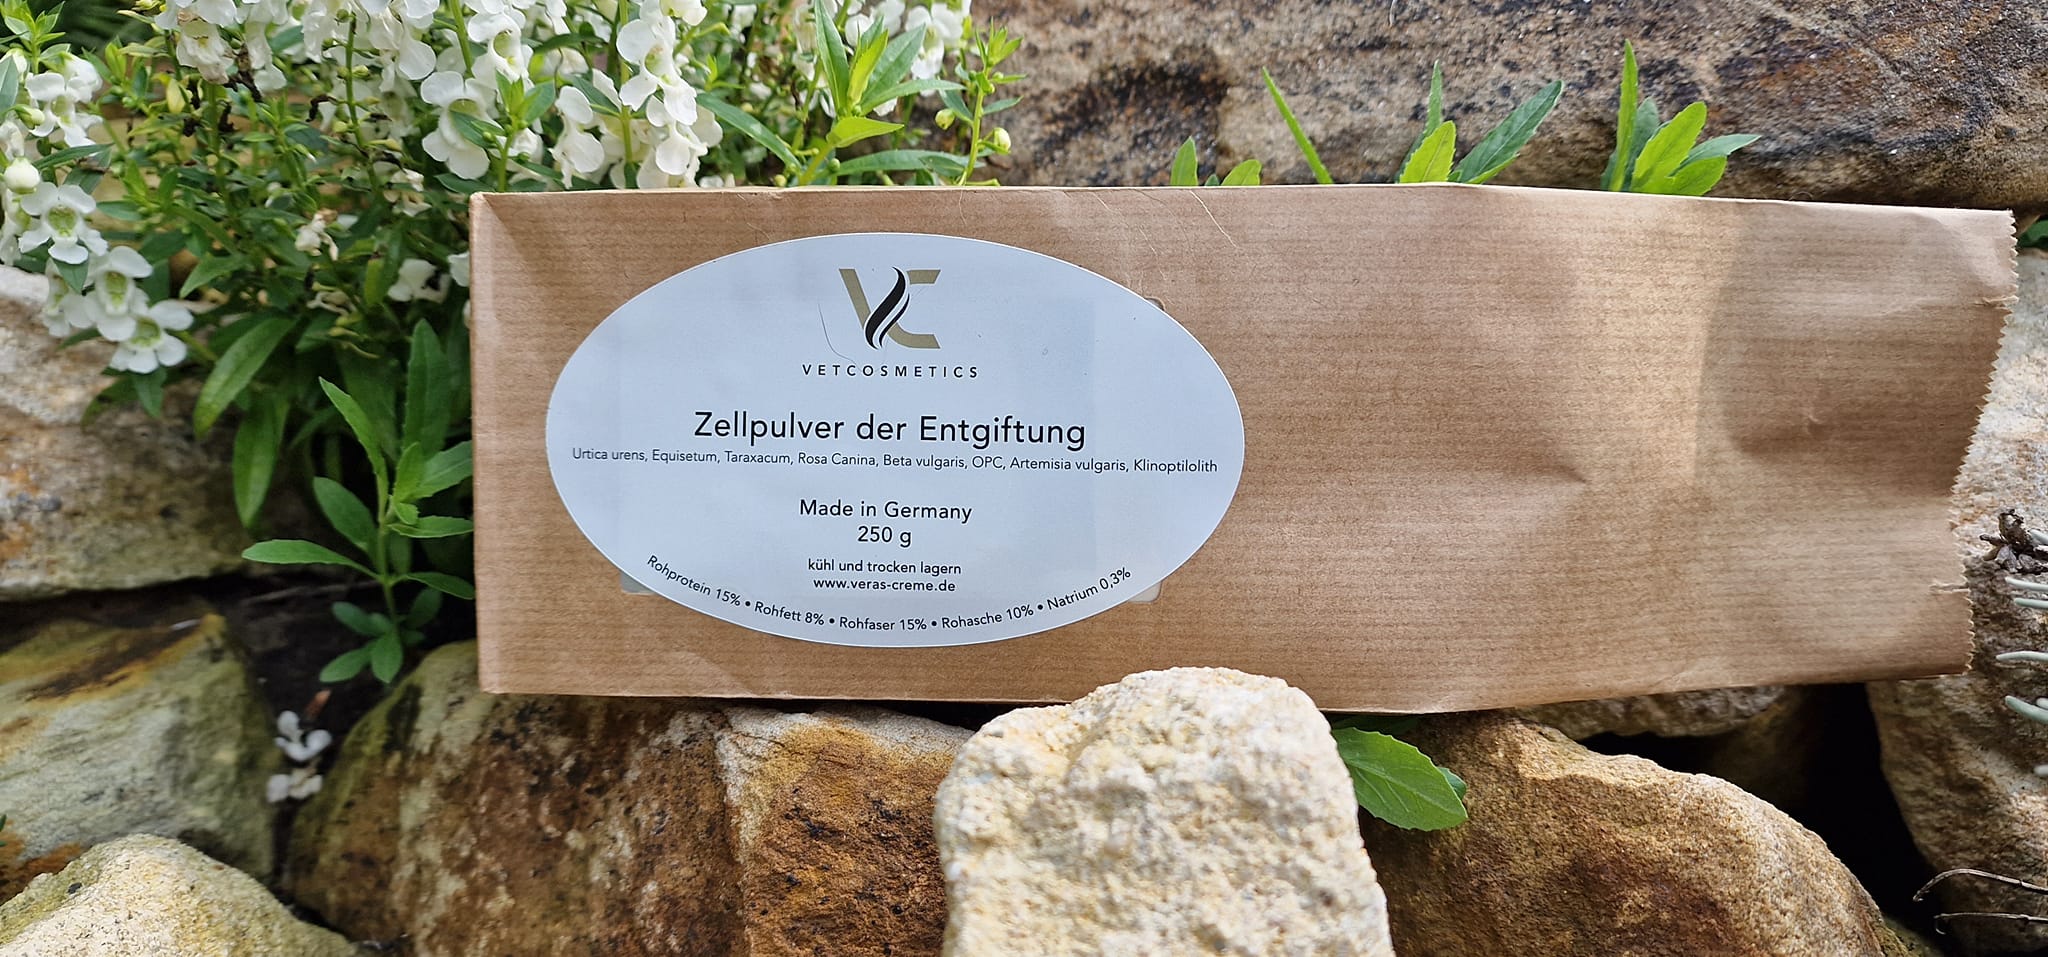 VC
VETCOSMETICS
Zellpulver der Entgiftung
Urtica urens, Equisetum, Taraxacum, Rosa Canina, Beta vulgaris, OPC, Artemisia vulgaris, Klinoptilolith
Made in Germany
250 g
kühl und trocken lagern
www.veras-creme.de
Rohprotein 15% • Rohfett 8% • Rohfaser 15% • Rohasche 10% • Natrium 0,3%